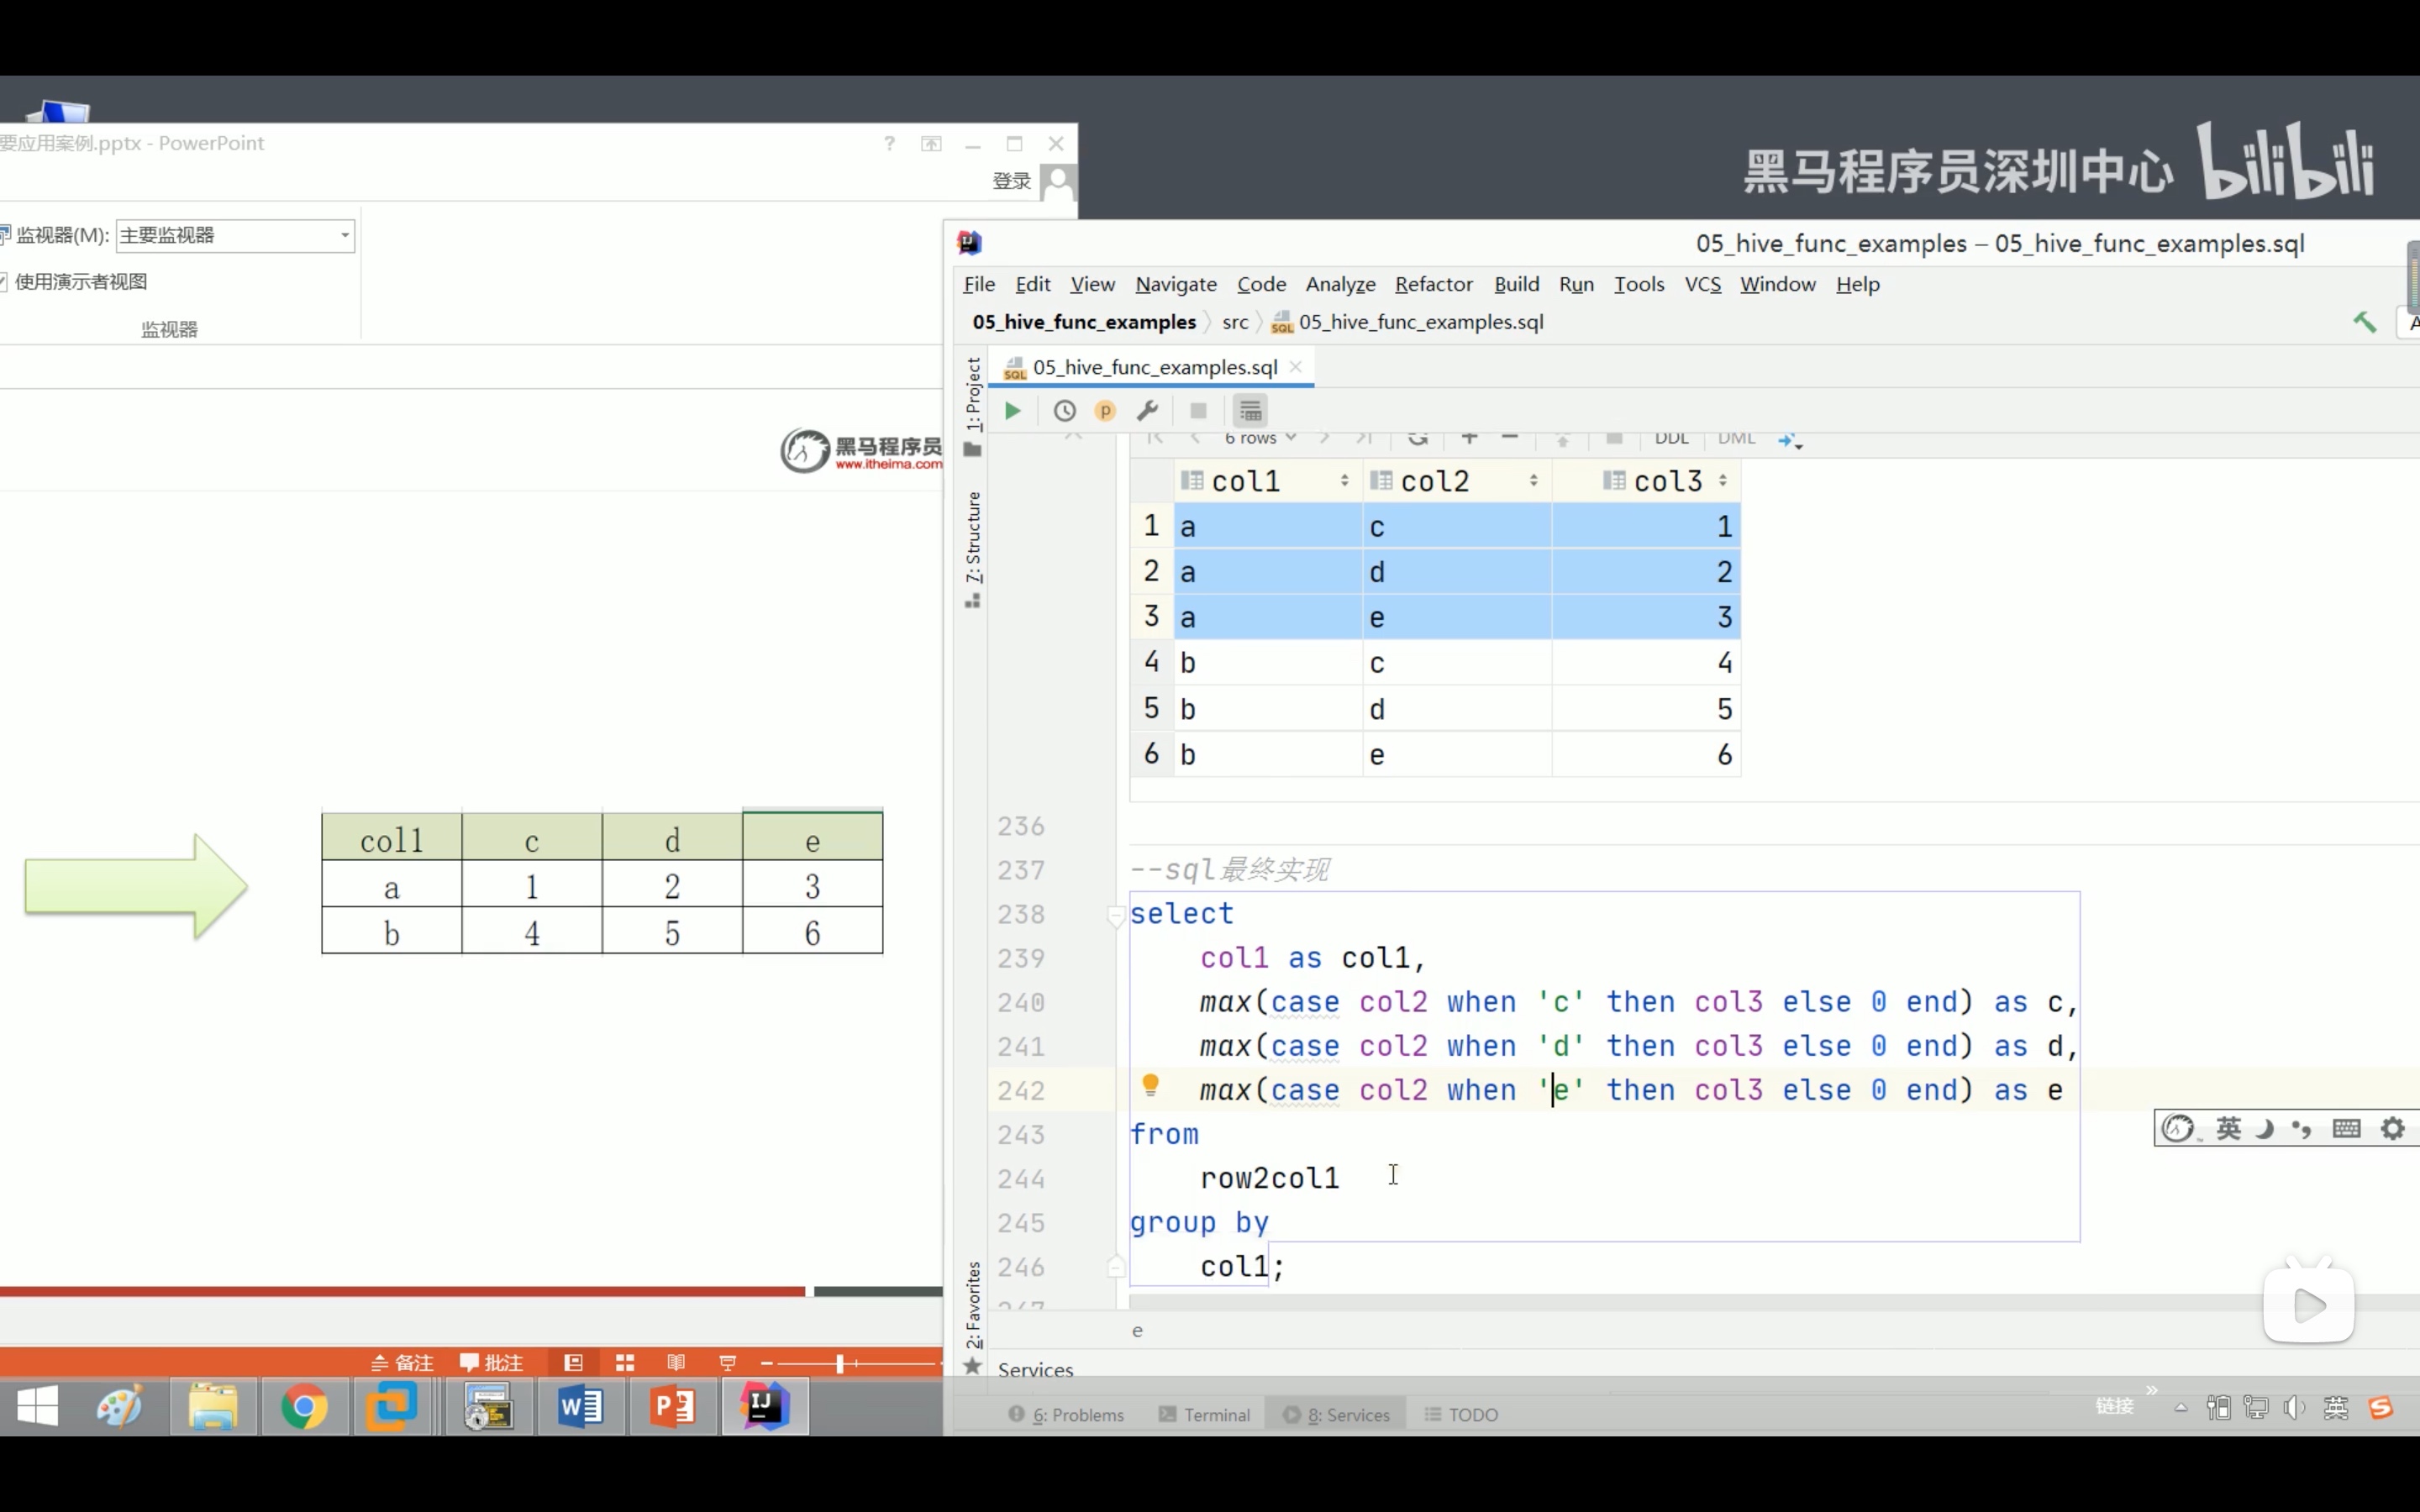 要应用案例.pptx - PowerPoint
?
登录
监视器(M): 主要监视器
使用演示者视图
监视器
黑马程序员
www.itheima.com
col1 c d e
a 1 2 3
b 4 5 6
备注 批注
黑马程序员深圳中心 bilibili
05_hive_func_examples – 05_hive_func_examples.sql
File Edit View Navigate Code Analyze Refactor Build Run Tools VCS Window Help
05_hive_func_examples src 05_hive_func_examples.sql
1: Project
7: Structure
2: Favorites
05_hive_func_examples.sql
6 rows DDL DML
col1 col2 col3
1 a c 1
2 a d 2
3 a e 3
4 b c 4
5 b d 5
6 b e 6
236
237 --sql最终实现
238 select
239 col1 as col1,
240 max(case col2 when 'c' then col3 else 0 end) as c,
241 max(case col2 when 'd' then col3 else 0 end) as d,
242 max(case col2 when 'e' then col3 else 0 end) as e
243 from
244 row2col1
245 group by
246 col1;
e
英
Services
6: Problems Terminal 8: Services TODO
链接
英